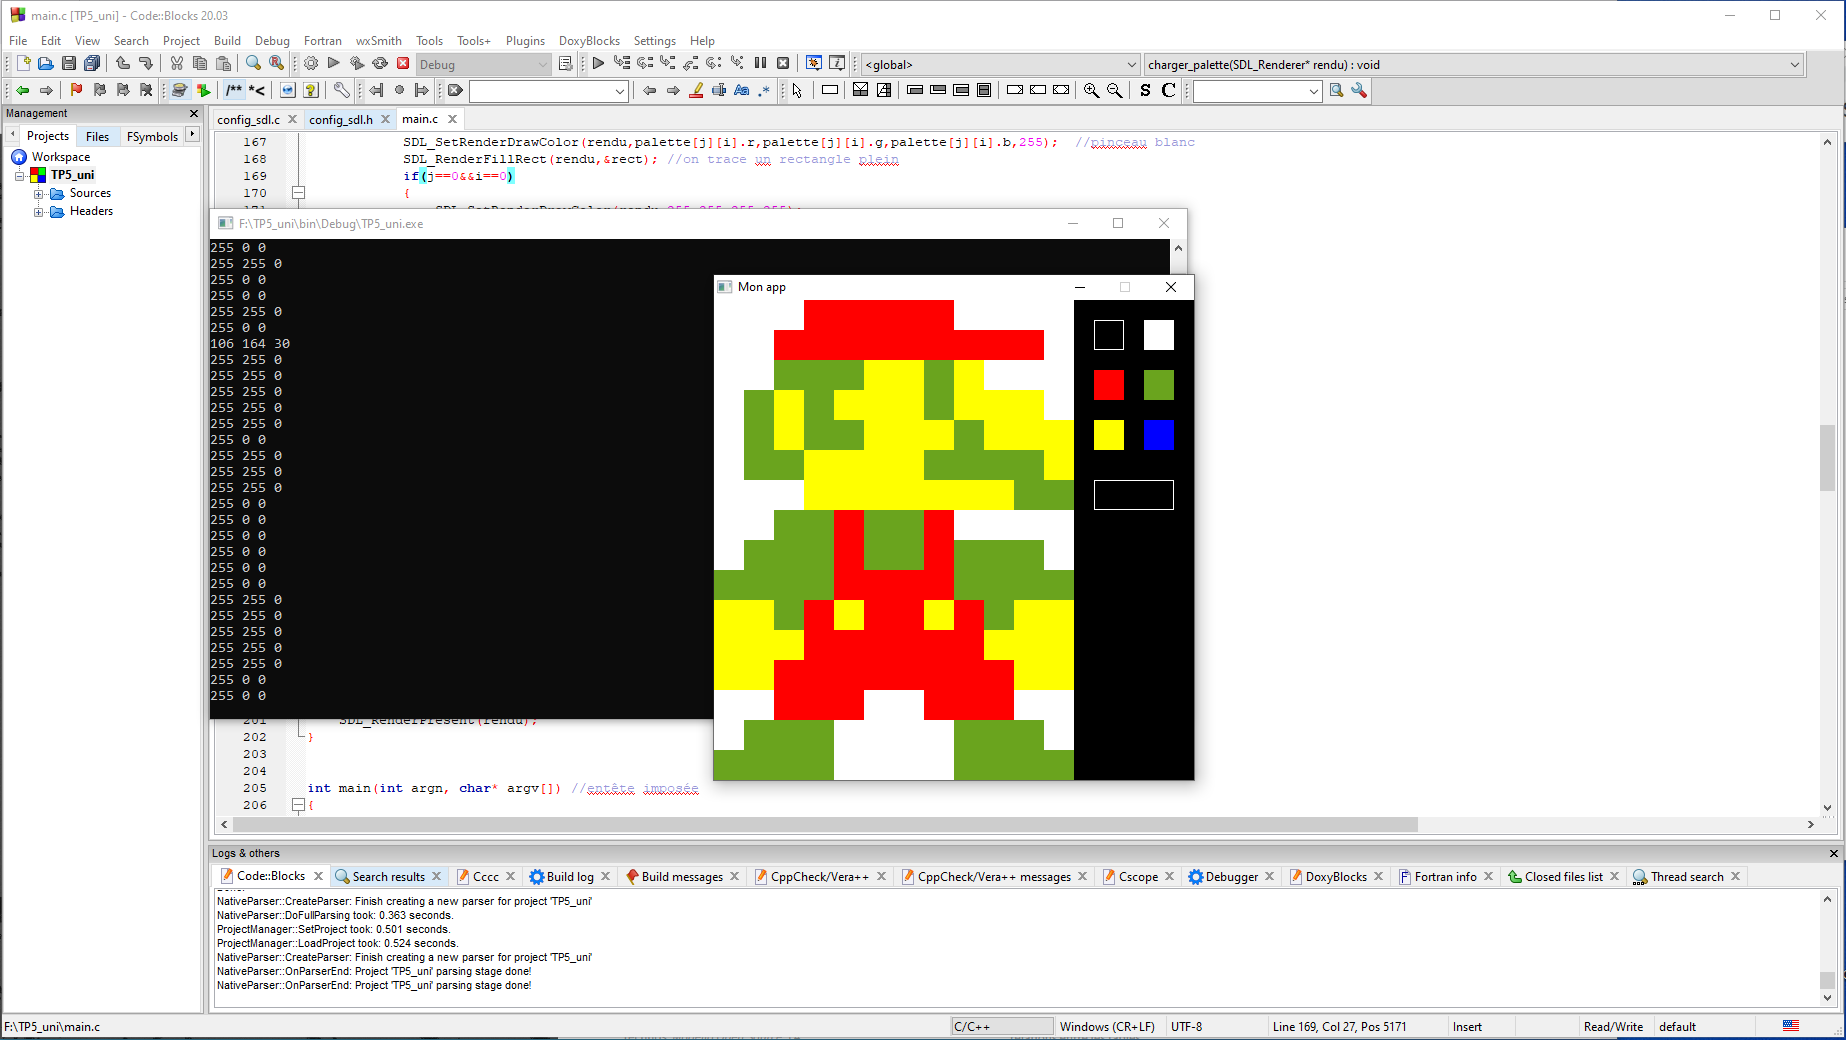 main.c [TP5_uni] - Code::Blocks 20.03
File Edit View Search Project Build Debug Fortran wxSmith Tools Tools+ Plugins DoxyBlocks Settings Help
Debug
<global>
charger_palette(SDL_Renderer* rendu) : void
/** *<
Aa .*
S C
Management
Projects Files FSymbols
Workspace
TP5_uni
Sources
Headers
config_sdl.c config_sdl.h main.c
167 SDL_SetRenderDrawColor(rendu,palette[j][i].r,palette[j][i].g,palette[j][i].b,255); //pinceau blanc
168 SDL_RenderFillRect(rendu,&rect); //on trace un rectangle plein
169 if(j==0&&i==0)
170 {
F:\TP5_uni\bin\Debug\TP5_uni.exe
255 0 0
255 255 0
255 0 0
255 0 0
255 255 0
255 0 0
106 164 30
255 255 0
255 255 0
255 255 0
255 255 0
255 255 0
255 0 0
255 255 0
255 255 0
255 255 0
255 0 0
255 0 0
255 0 0
255 0 0
255 0 0
255 0 0
255 255 0
255 255 0
255 255 0
255 255 0
255 255 0
255 0 0
255 0 0
Mon app
201 SDL_RenderPresent(rendu);
202 }
203
204
205 int main(int argn, char* argv[]) //entête imposée
206 {
Logs & others
Code::Blocks Search results Cccc Build log Build messages CppCheck/Vera++ CppCheck/Vera++ messages Cscope Debugger DoxyBlocks Fortran info Closed files list Thread search
NativeParser::CreateParser: Finish creating a new parser for project 'TP5_uni'
NativeParser::DoFullParsing took: 0.363 seconds.
ProjectManager::SetProject took: 0.501 seconds.
ProjectManager::LoadProject took: 0.524 seconds.
NativeParser::CreateParser: Finish creating a new parser for project 'TP5_uni'
NativeParser::OnParserEnd: Project 'TP5_uni' parsing stage done!
NativeParser::OnParserEnd: Project 'TP5_uni' parsing stage done!
F:\TP5_uni\main.c
C/C++
Windows (CR+LF)
UTF-8
Line 169, Col 27, Pos 5171
Insert
Read/Write
default